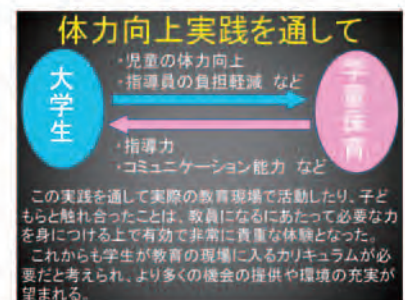 体力向上実践を通して
大学生
・児童の体力向上
・指導員の負担軽減 など
学童保育
・指導力
・コミュニケーション能力 など
この実践を通して実際の教育現場で活動したり、子ど
もらと触れ合ったことは、教員になるにあたって必要な力
を身につける上で有効で非常に貴重な体験となった。
これからも学生が教育の現場に入るカリキュラムが必
要だと考えられ、より多くの機会の提供や環境の充実が
望まれる。